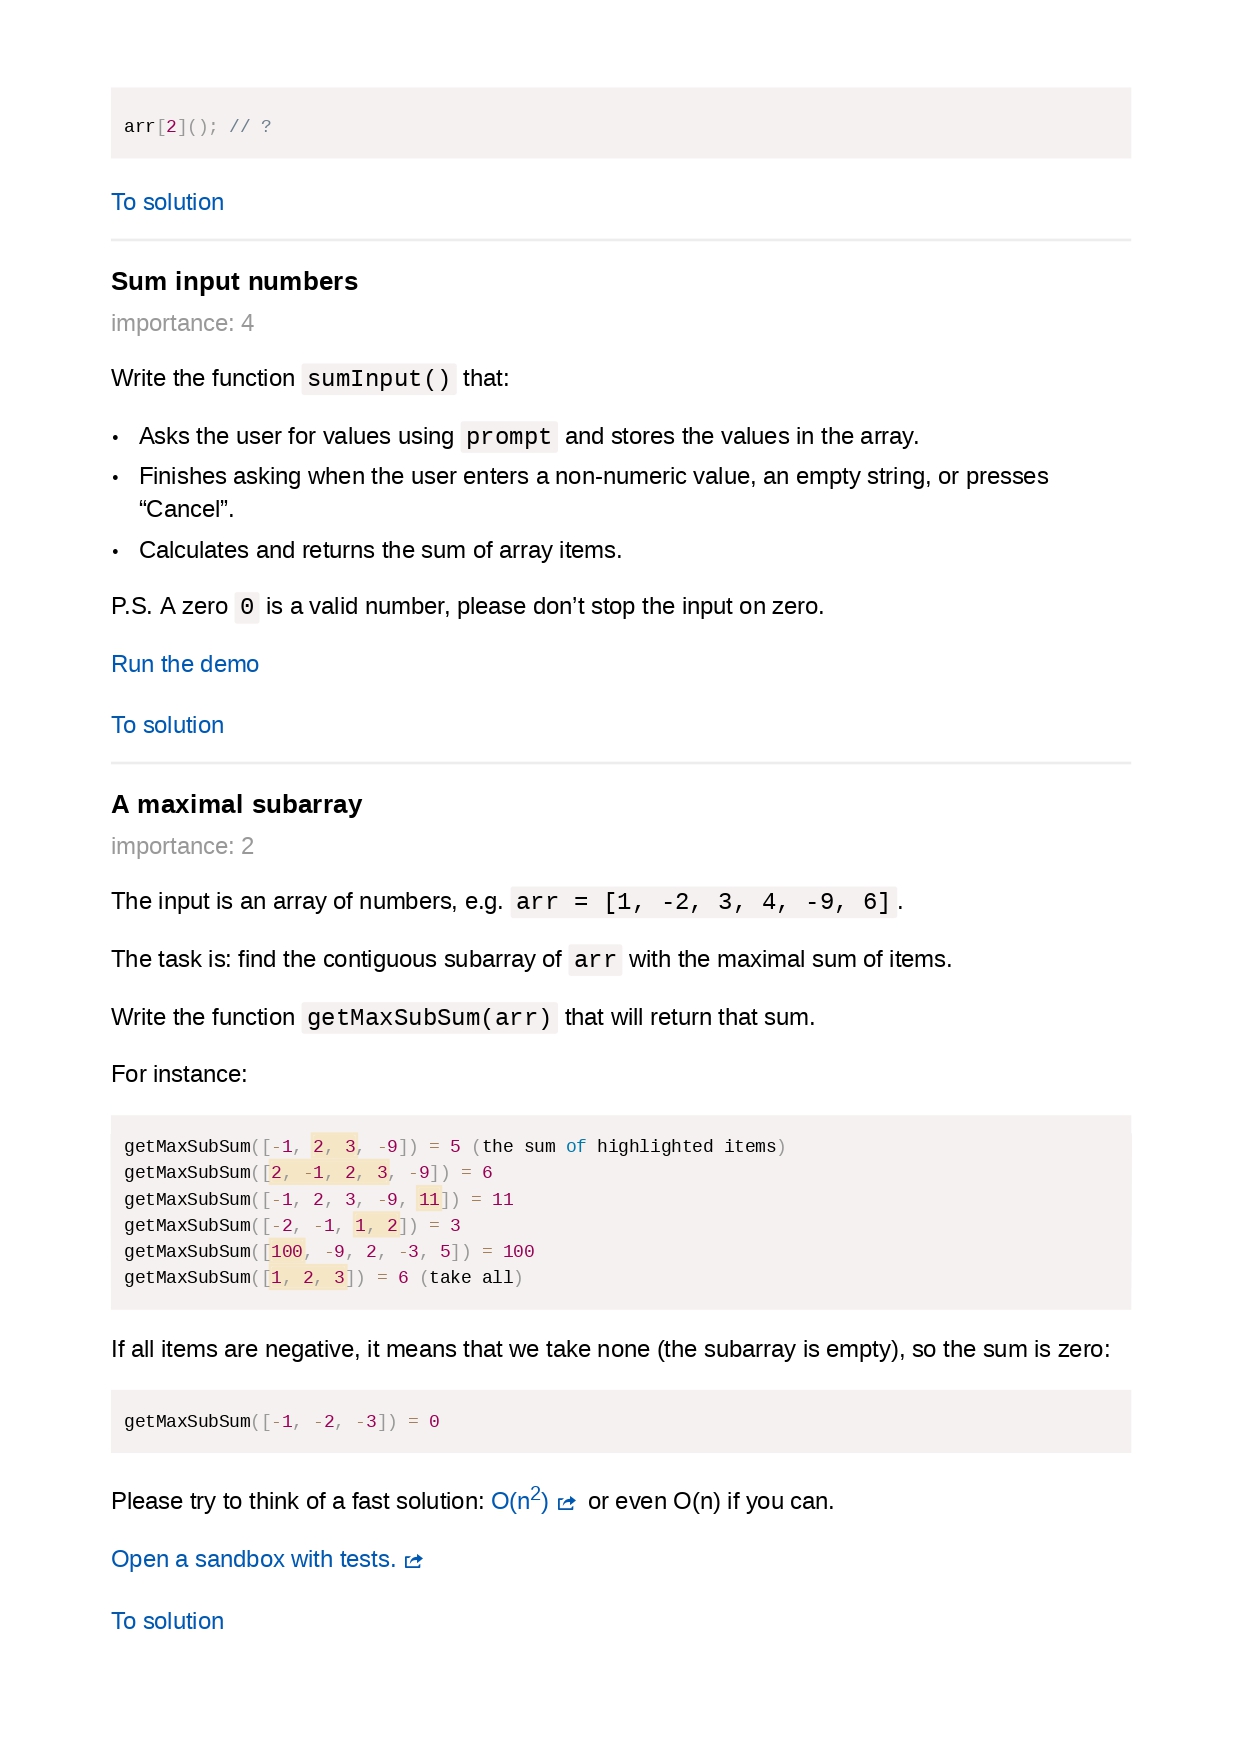 arr[2](); // ?
To solution
Sum input numbers
importance: 4
Write the function sumInput() that:
• Asks the user for values using prompt and stores the values in the array.
• Finishes asking when the user enters a non-numeric value, an empty string, or presses
“Cancel”.
• Calculates and returns the sum of array items.
P.S. A zero 0 is a valid number, please don’t stop the input on zero.
Run the demo
To solution
A maximal subarray
importance: 2
The input is an array of numbers, e.g. arr = [1, -2, 3, 4, -9, 6].
The task is: find the contiguous subarray of arr with the maximal sum of items.
Write the function getMaxSubSum(arr) that will return that sum.
For instance:
getMaxSubSum([-1, 2, 3, -9]) = 5 (the sum of highlighted items)
getMaxSubSum([2, -1, 2, 3, -9]) = 6
getMaxSubSum([-1, 2, 3, -9, 11]) = 11
getMaxSubSum([-2, -1, 1, 2]) = 3
getMaxSubSum([100, -9, 2, -3, 5]) = 100
getMaxSubSum([1, 2, 3]) = 6 (take all)
If all items are negative, it means that we take none (the subarray is empty), so the sum is zero:
getMaxSubSum([-1, -2, -3]) = 0
Please try to think of a fast solution: O(n²) or even O(n) if you can.
Open a sandbox with tests.
To solution